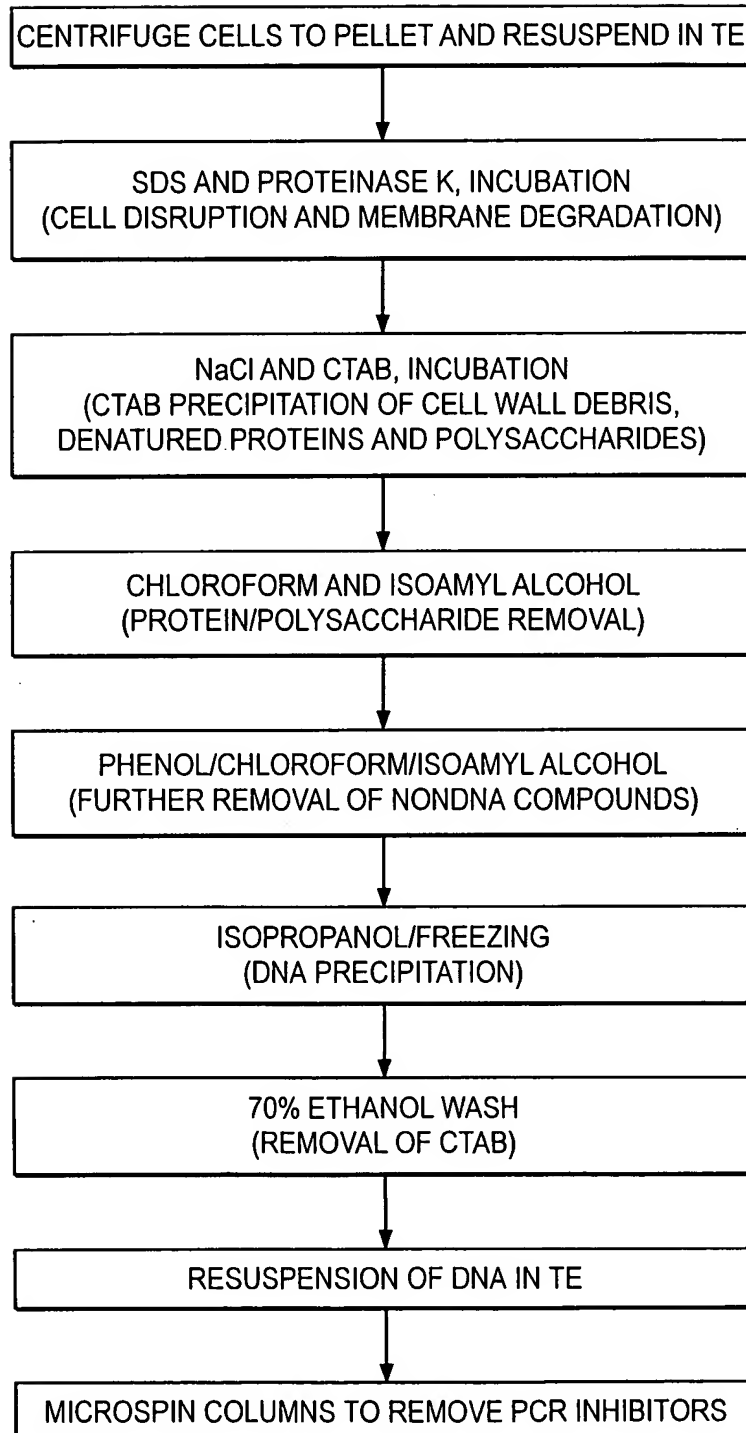 CENTRIFUGE CELLS TO PELLET AND RESUSPEND IN TE
SDS AND PROTEINASE K, INCUBATION
(CELL DISRUPTION AND MEMBRANE DEGRADATION)
NaCl AND CTAB, INCUBATION
(CTAB PRECIPITATION OF CELL WALL DEBRIS,
DENATURED PROTEINS AND POLYSACCHARIDES)
CHLOROFORM AND ISOAMYL ALCOHOL
(PROTEIN/POLYSACCHARIDE REMOVAL)
PHENOL/CHLOROFORM/ISOAMYL ALCOHOL
(FURTHER REMOVAL OF NONDNA COMPOUNDS)
ISOPROPANOL/FREEZING
(DNA PRECIPITATION)
70% ETHANOL WASH
(REMOVAL OF CTAB)
RESUSPENSION OF DNA IN TE
MICROSPIN COLUMNS TO REMOVE PCR INHIBITORS